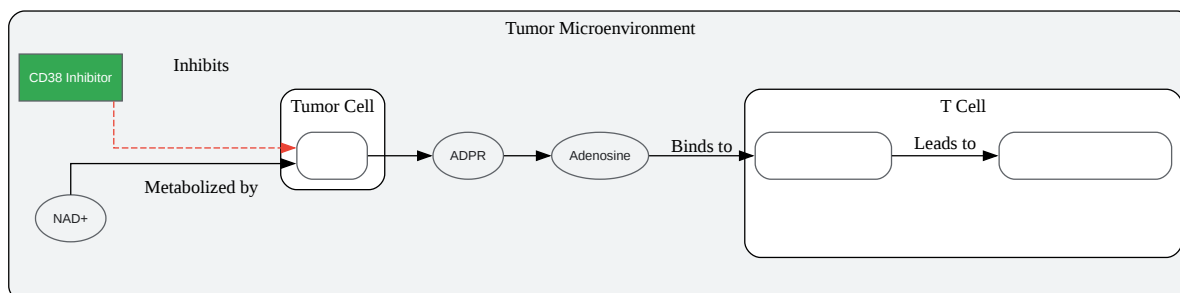 Tumor Microenvironment
CD38 Inhibitor
Inhibits
Tumor Cell
T Cell
ADPR
Adenosine
Binds to
Leads to
Metabolized by
NAD+